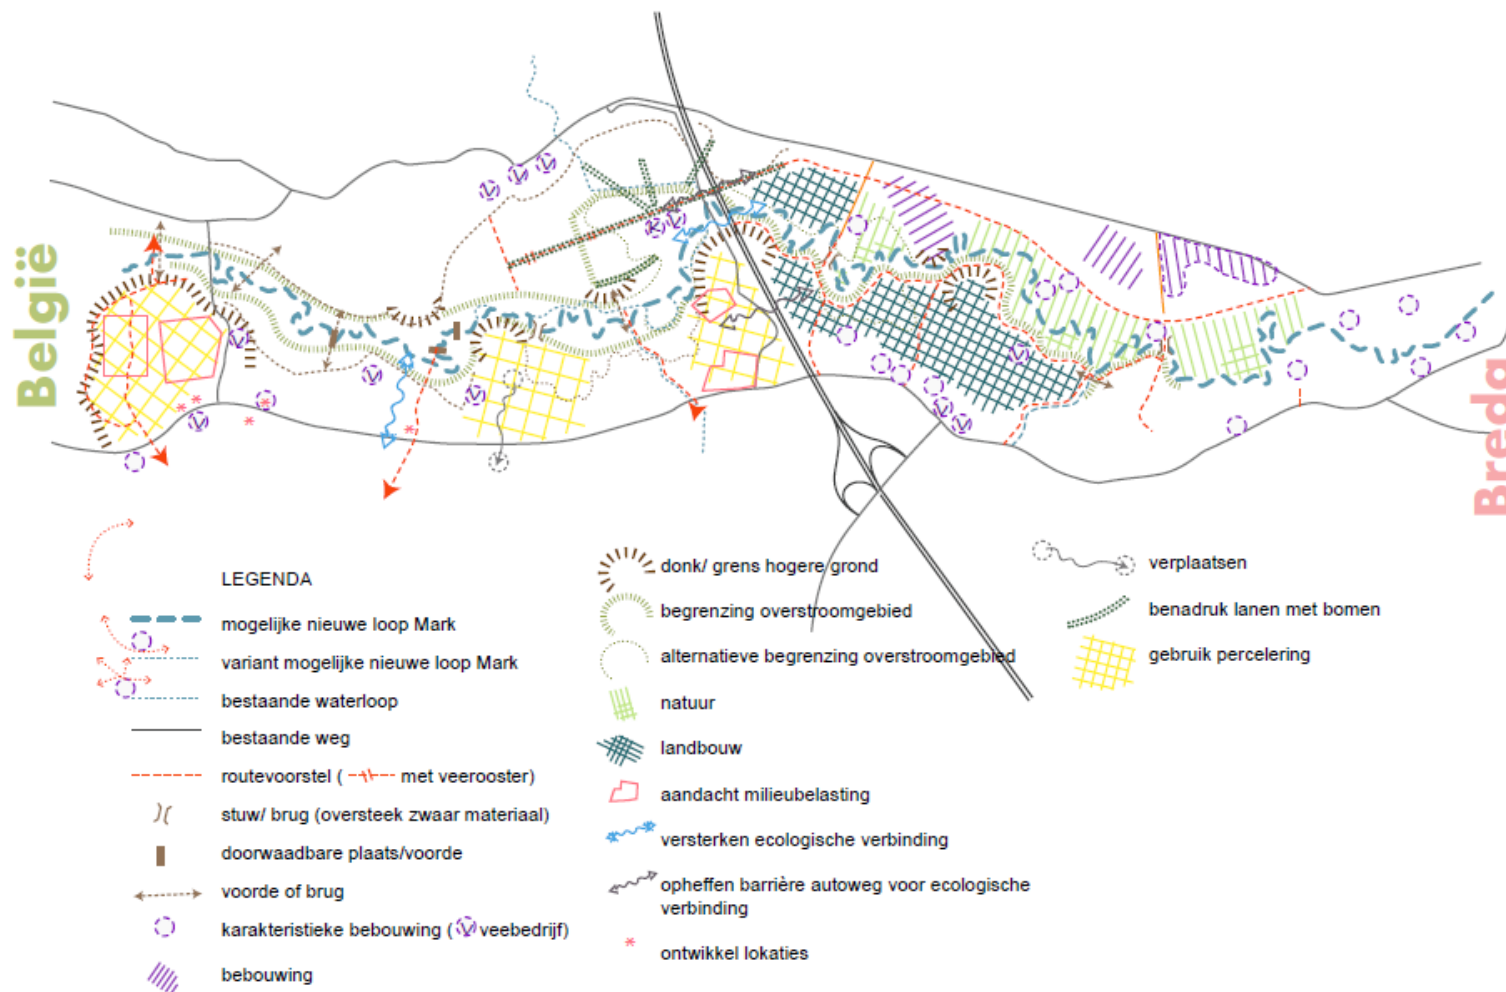 België
Breda
LEGENDA
mogelijke nieuwe loop Mark
variant mogelijke nieuwe loop Mark
bestaande waterloop
bestaande weg
routevoorstel ( met veerooster)
stuw/ brug (oversteek zwaar materiaal)
doorwaadbare plaats/voorde
voorde of brug
karakteristieke bebouwing ( V veebedrijf)
bebouwing
donk/ grens hogere grond
begrenzing overstroomgebied
alternatieve begrenzing overstroomgebied
natuur
landbouw
aandacht milieubelasting
versterken ecologische verbinding
opheffen barrière autoweg voor ecologische
verbinding
ontwikkel lokaties
verplaatsen
benadruk lanen met bomen
gebruik percelering